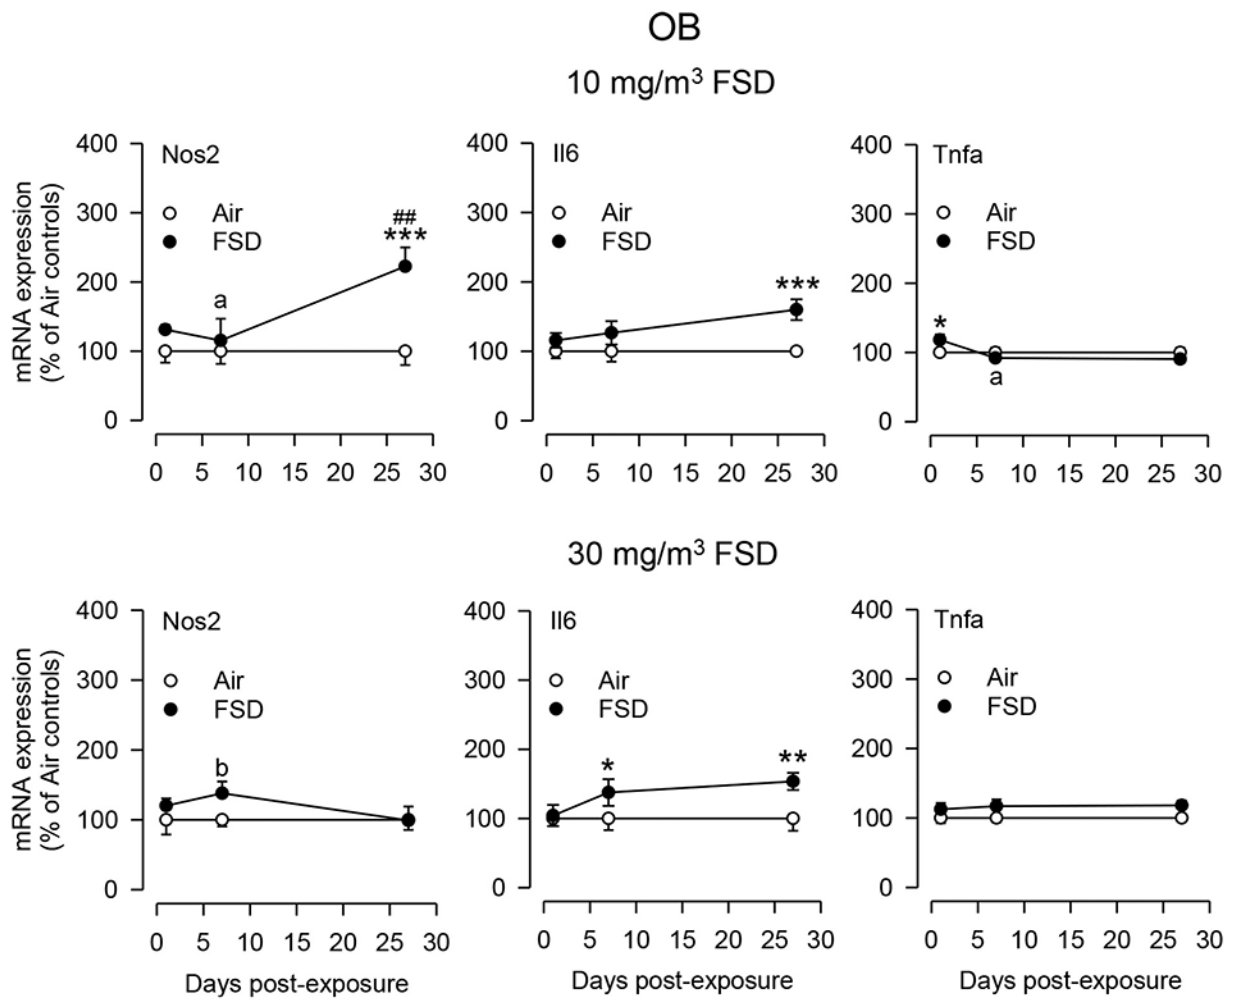 OB
10 mg/m³ FSD
mRNA expression
(% of Air controls)
400
300
200
100
0
Nos2
Air
FSD
a
##
***
0 5 10 15 20 25 30
400
300
200
100
0
Il6
Air
FSD
***
0 5 10 15 20 25 30
400
300
200
100
0
Tnfa
Air
FSD
*
a
0 5 10 15 20 25 30
30 mg/m³ FSD
mRNA expression
(% of Air controls)
400
300
200
100
0
Nos2
Air
FSD
b
0 5 10 15 20 25 30
Days post-exposure
400
300
200
100
0
Il6
Air
FSD
*
**
0 5 10 15 20 25 30
Days post-exposure
400
300
200
100
0
Tnfa
Air
FSD
0 5 10 15 20 25 30
Days post-exposure